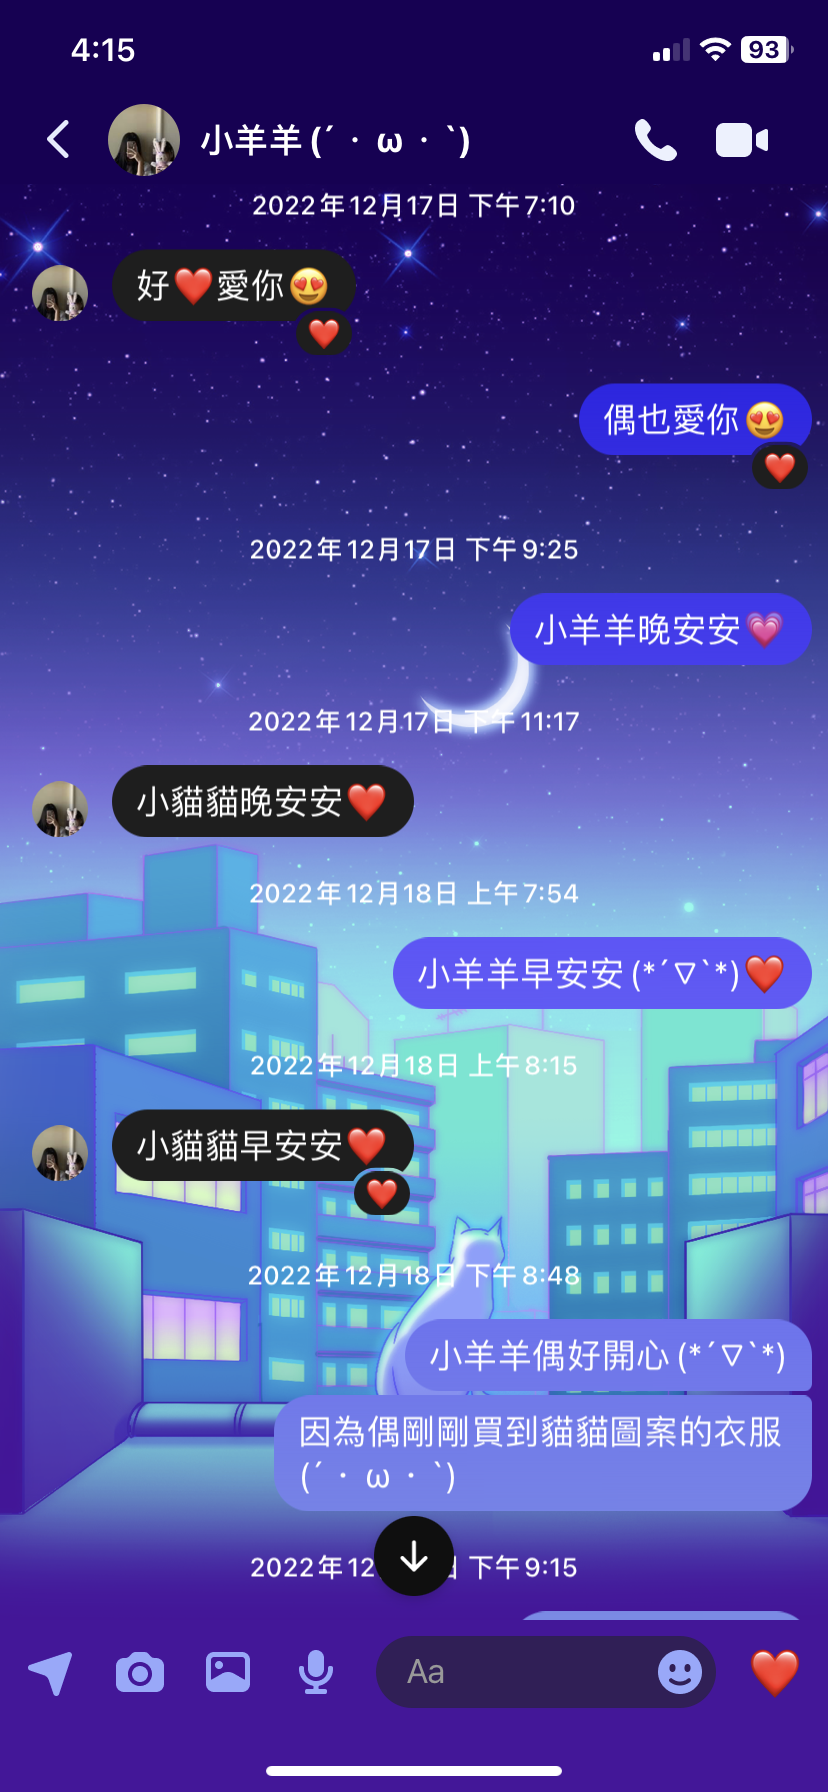 4:15
93
小羊羊 (´・ω・`)
2022年12月17日 下午7:10
好❤️愛你😍
❤️
偶也愛你😍
❤️
2022年12月17日 下午9:25
小羊羊晚安安💗
2022年12月17日 下午11:17
小貓貓晚安安❤️
2022年12月18日 上午7:54
小羊羊早安安 (*´∇`*)❤️
2022年12月18日 上午8:15
小貓貓早安安❤️
❤️
2022年12月18日 下午8:48
小羊羊偶好開心 (*´∇`*)
因為偶剛剛買到貓貓圖案的衣服
(´・ω・`)
2022年12 日 下午9:15
Aa